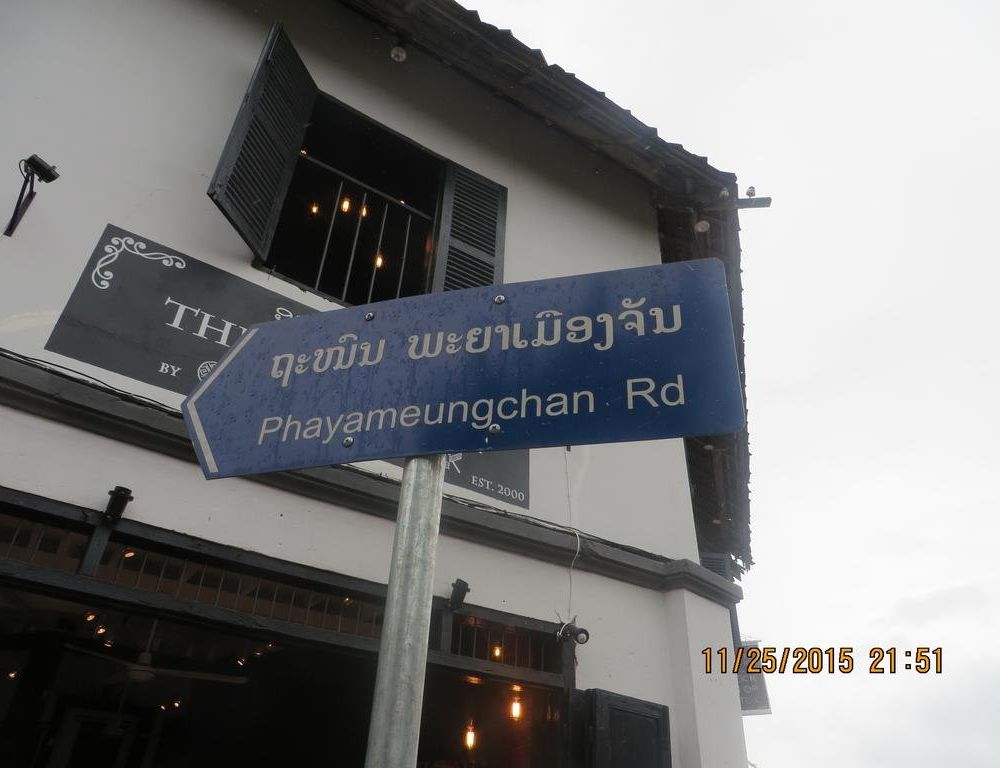 BY
ຖະໜົນ ພະຍາເມືອງຈັນ
Phayameungchan Rd
EST. 2000
11/25/2015 21:51